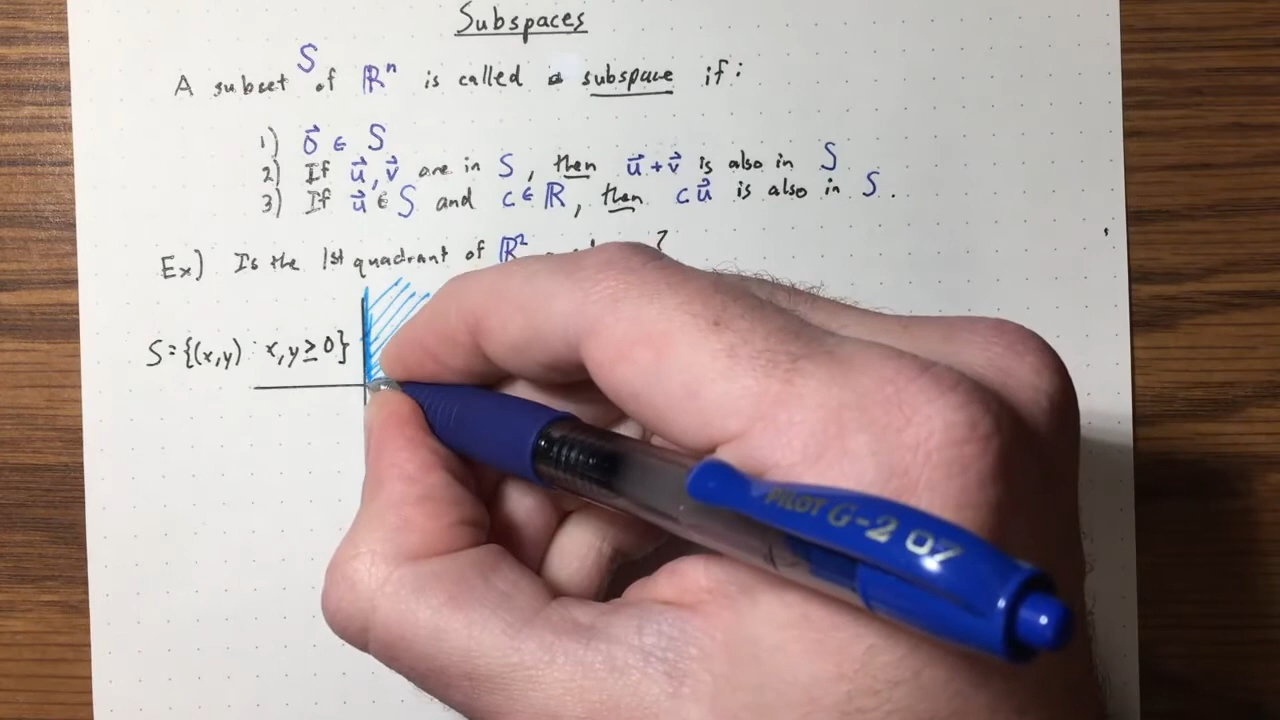 Subspaces
A subset S of ℝⁿ is called a subspace if:
1) 0⃗ ∈ S
2) If u⃗, v⃗ are in S, then u⃗ + v⃗ is also in S
3) If u⃗ ∈ S and c ∈ ℝ, then cu⃗ is also in S.
Ex) Is the 1st quadrant of ℝ² ?
S = {(x,y) : x,y ≥ 0}
PILOT G-2 07